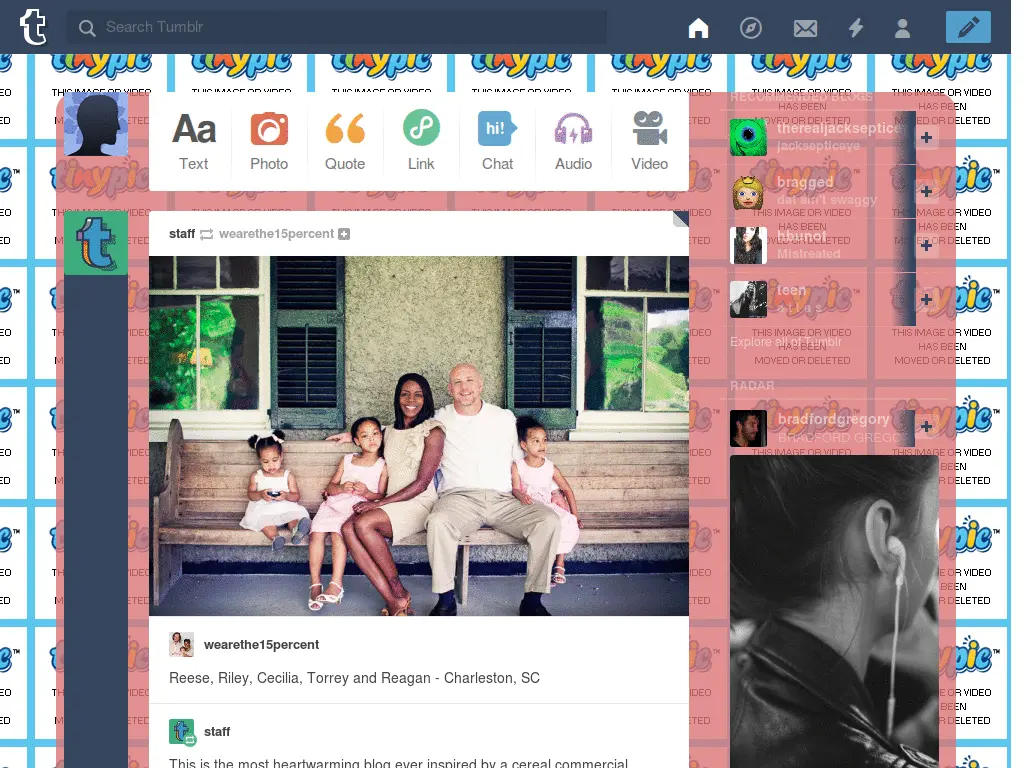 Search Tumblr
Aa
hi!
Text
Photo
Quote
Link
Chat
Audio
Video
staff wearethe15percent
wearethe15percent
Reese, Riley, Cecilia, Torrey and Reagan - Charleston, SC
staff
This is the most heartwarming blog ever inspired by a cereal commercial
RECOMMENDED BLOGS
therealjackseptice
jacksepticeye
bragged
dat ain't swaggy
hbunot
Mistreated
teen
Explore all of Tumblr
RADAR
bradfordgregory
BRADFORD GREGO
tinypic™
THIS IMAGE OR VIDEO
HAS BEEN
MOVED OR DELETED